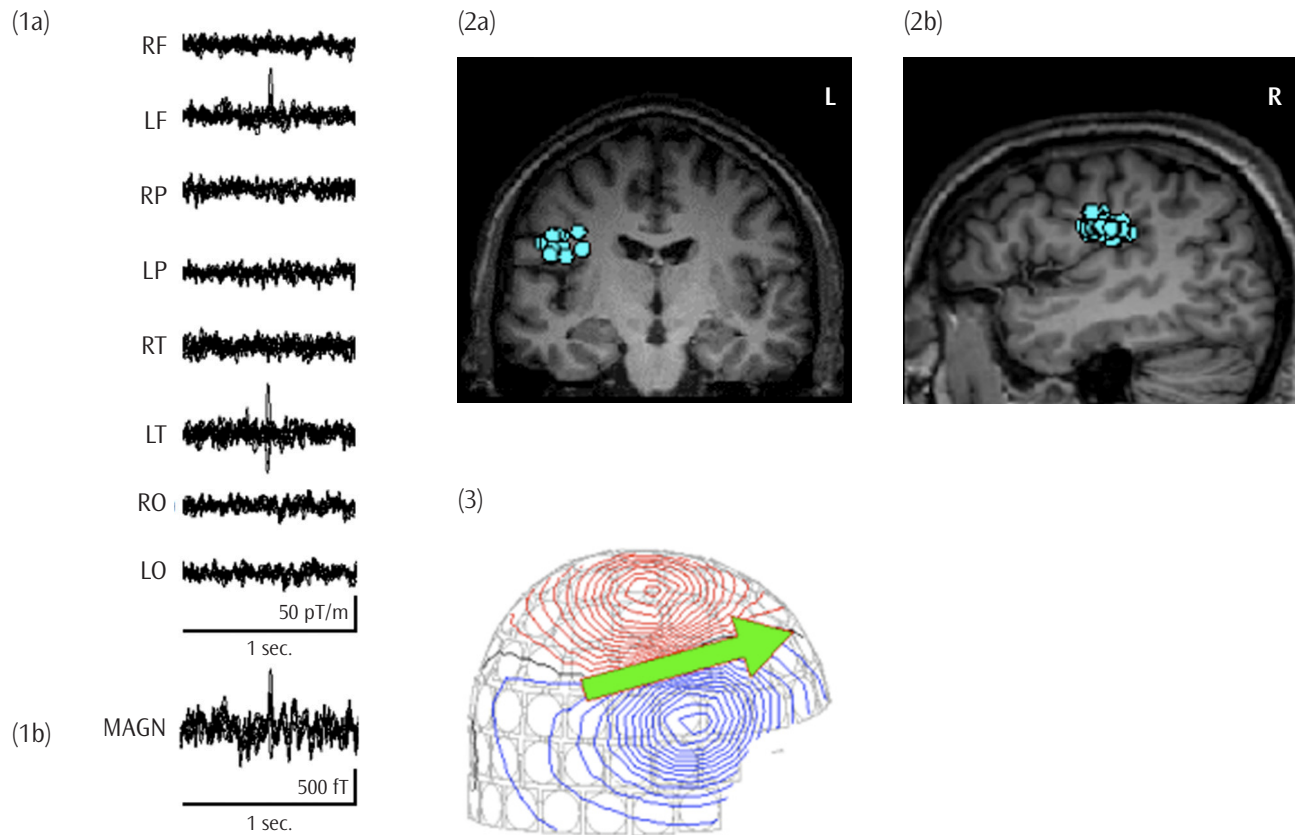 (1a)
RF
LF
RP
LP
RT
LT
RO
LO
50 pT/m
1 sec.
(1b)
MAGN
500 fT
1 sec.
(2a)
L
(2b)
R
(3)